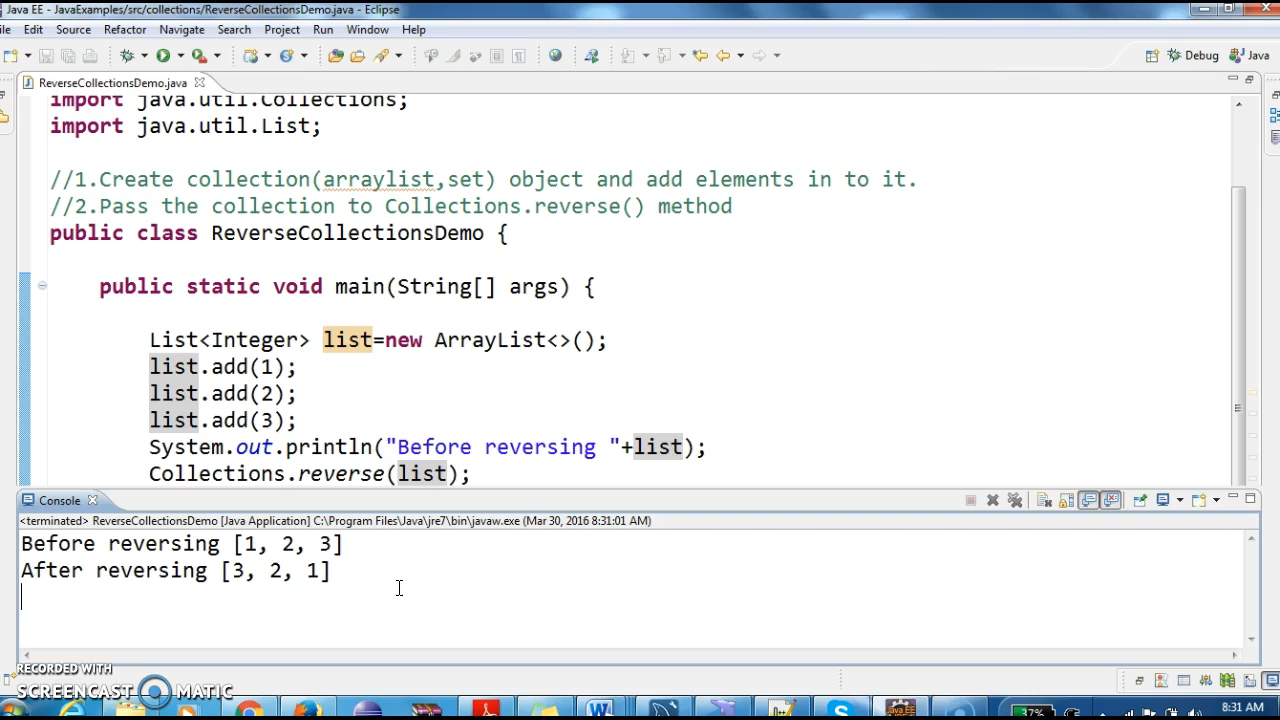 Java EE - JavaExamples/src/collections/ReverseCollectionsDemo.java - Eclipse
Edit Source Refactor Navigate Search Project Run Window Help
Debug Java
ReverseCollectionsDemo.java
import java.util.Collections;
import java.util.List;
//1.Create collection(arraylist,set) object and add elements in to it.
//2.Pass the collection to Collections.reverse() method
public class ReverseCollectionsDemo {
public static void main(String[] args) {
List<Integer> list=new ArrayList<>();
list.add(1);
list.add(2);
list.add(3);
System.out.println("Before reversing "+list);
Collections.reverse(list);
Console
<terminated> ReverseCollectionsDemo [Java Application] C:\Program Files\Java\jre7\bin\javaw.exe (Mar 30, 2016 8:31:01 AM)
Before reversing [1, 2, 3]
After reversing [3, 2, 1]
RECORDED WITH
SCREENCAST MATIC
37% 8:31 AM